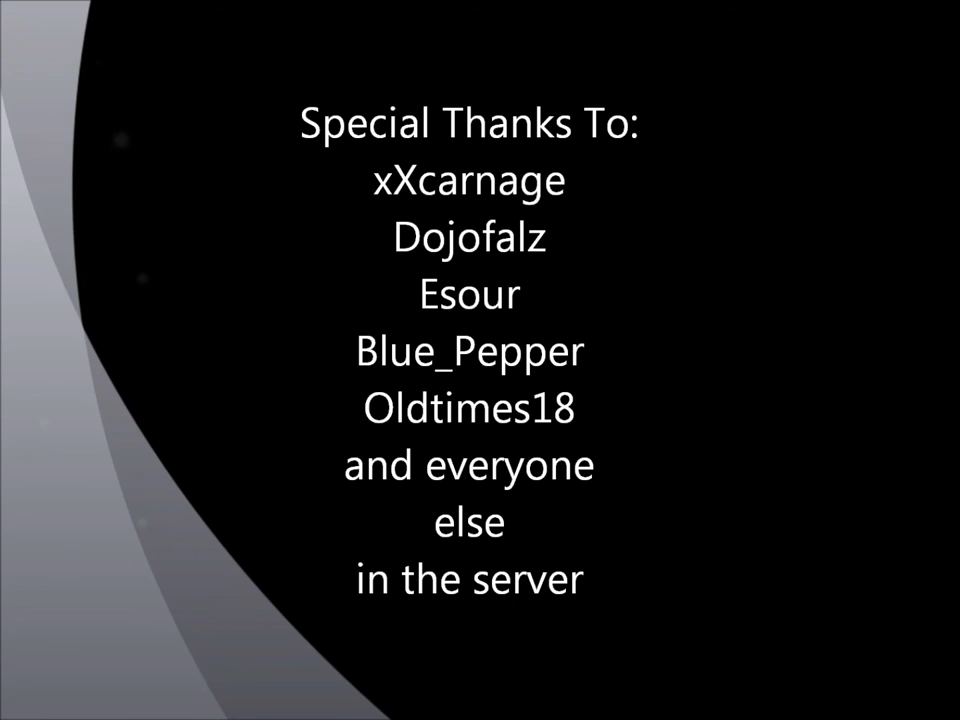 Special Thanks To:
xXcarnage
Dojofalz
Esour
Blue_Pepper
Oldtimes18
and everyone
else
in the server